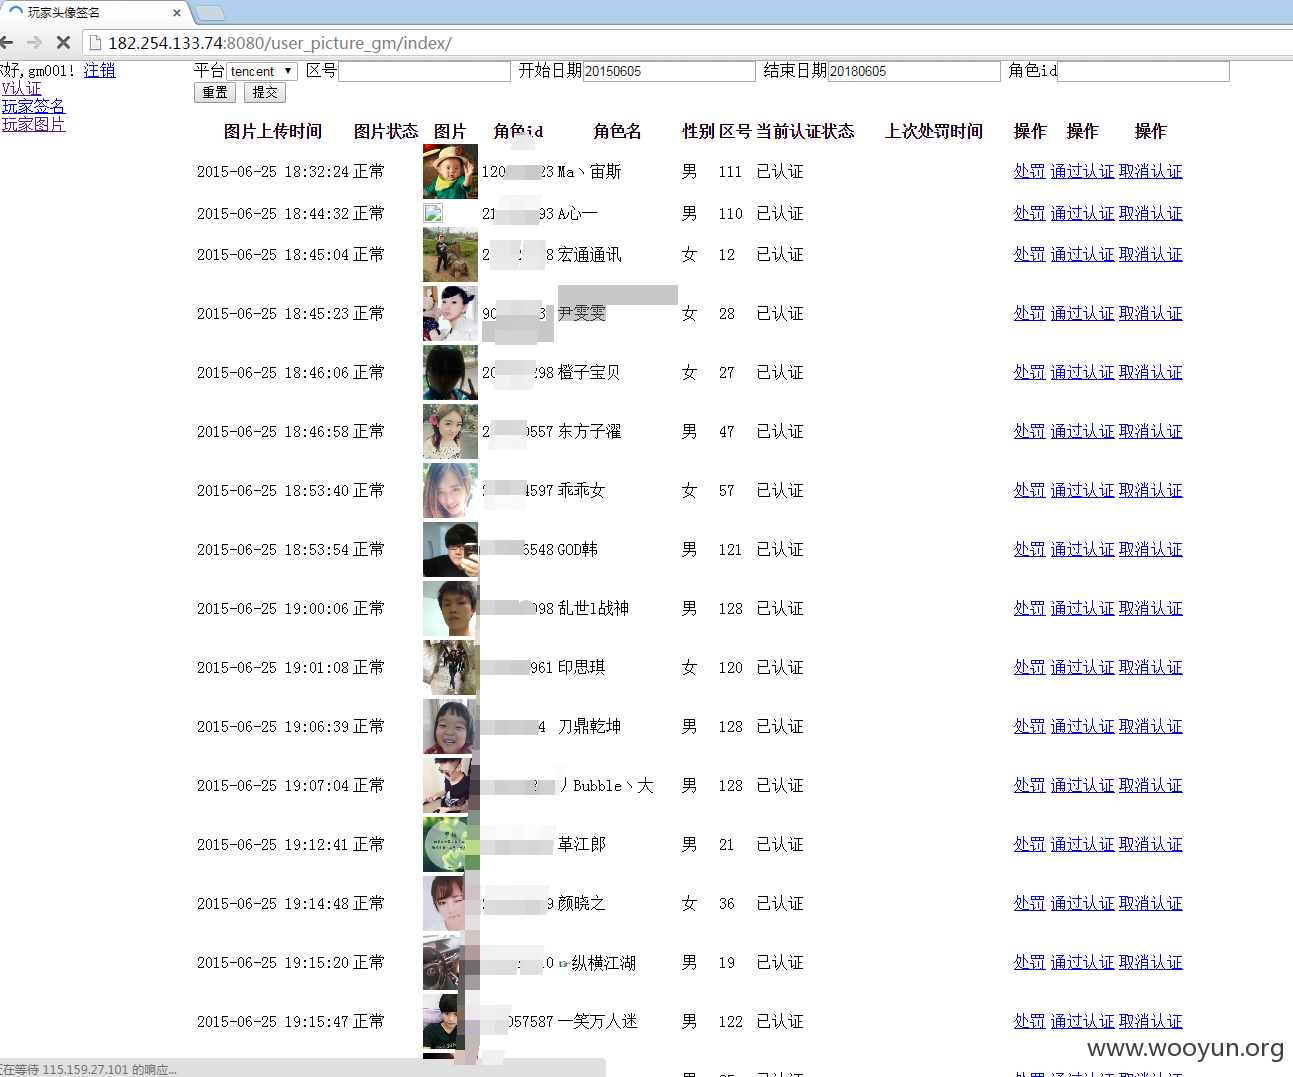 玩家头像签名
182.254.133.74:8080/user_picture_gm/index/
好,gm001! 注销
V认证
玩家签名
玩家图片
平台 tencent 区号 开始日期 20150605 结束日期 20180605 角色id
重置 提交
图片上传时间 图片状态 图片 角色id 角色名 性别 区号 当前认证状态 上次处罚时间 操作 操作 操作
2015-06-25 18:32:24 正常 120 23 Ma丶宙斯 男 111 已认证 处罚 通过认证 取消认证
2015-06-25 18:44:32 正常 21 93 A心一 男 110 已认证 处罚 通过认证 取消认证
2015-06-25 18:45:04 正常 2 8 宏通通讯 女 12 已认证 处罚 通过认证 取消认证
2015-06-25 18:45:23 正常 90 3 尹雯雯 女 28 已认证 处罚 通过认证 取消认证
2015-06-25 18:46:06 正常 20 298 橙子宝贝 女 27 已认证 处罚 通过认证 取消认证
2015-06-25 18:46:58 正常 2 0557 东方子濯 男 47 已认证 处罚 通过认证 取消认证
2015-06-25 18:53:40 正常 4597 乖乖女 女 57 已认证 处罚 通过认证 取消认证
2015-06-25 18:53:54 正常 6548 GOD韩 男 121 已认证 处罚 通过认证 取消认证
2015-06-25 19:00:06 正常 098 乱世l战神 男 128 已认证 处罚 通过认证 取消认证
2015-06-25 19:01:08 正常 961 印思琪 女 120 已认证 处罚 通过认证 取消认证
2015-06-25 19:06:39 正常 4 刀鼎乾坤 男 128 已认证 处罚 通过认证 取消认证
2015-06-25 19:07:04 正常 丿Bubble丶大 男 128 已认证 处罚 通过认证 取消认证
2015-06-25 19:12:41 正常 革江郎 男 21 已认证 处罚 通过认证 取消认证
2015-06-25 19:14:48 正常 9 颜晓之 女 36 已认证 处罚 通过认证 取消认证
2015-06-25 19:15:20 正常 0 纵横江湖 男 19 已认证 处罚 通过认证 取消认证
2015-06-25 19:15:47 正常 057587 一笑万人迷 男 122 已认证 处罚 通过认证 取消认证
www.wooyun.org
正在等待 115.159.27.101 的响应...